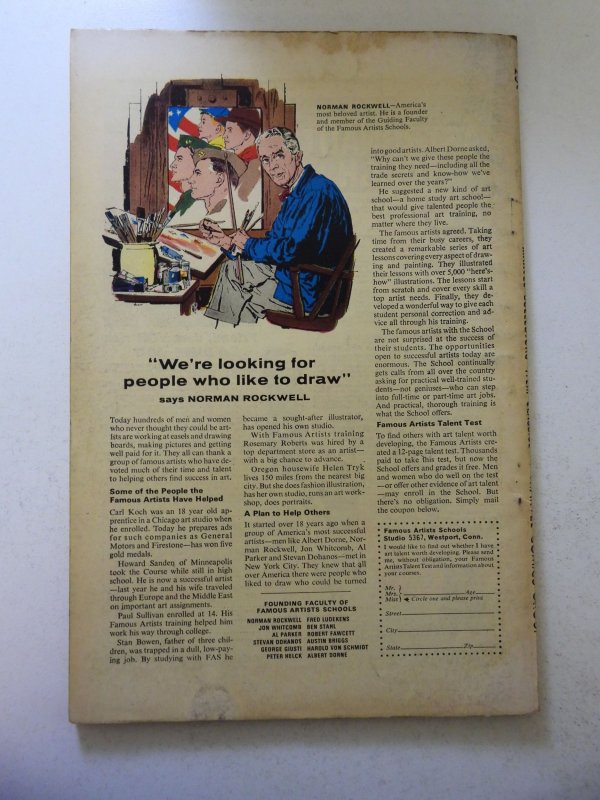 NORMAN ROCKWELL—America's
most beloved artist. He is a founder
and member of the Guiding Faculty
of the Famous Artists Schools.
"We're looking for
people who like to draw"
says NORMAN ROCKWELL
Today hundreds of men and women
who never thought they could be art-
ists are working at easels and drawing
boards, making pictures and getting
well paid for it. They all can thank a
group of famous artists who have de-
voted much of their time and talent
to helping others find success in art.
Some of the People the
Famous Artists Have Helped
Carl Koch was an 18 year old ap-
prentice in a Chicago art studio when
he enrolled. Today he prepares ads
for such companies as General
Motors and Firestone—has won five
gold medals.
Howard Sanden of Minneapolis
took the Course while still in high
school. He is now a successful artist
—last year he and his wife traveled
through Europe and the Middle East
on important art assignments.
Paul Sullivan enrolled at 14. His
Famous Artists training helped him
work his way through college.
Stan Bowen, father of three chil-
dren, was trapped in a dull, low-pay-
ing job. By studying with FAS he
became a sought-after illustrator,
has opened his own studio.
With Famous Artists training
Rosemary Roberts was hired by a
top department store as an artist—
with a big chance to advance.
Oregon housewife Helen Tryk
lives 150 miles from the nearest big
city. But she does fashion illustration,
has her own studio, runs an art work-
shop, does portraits.
A Plan to Help Others
It started over 18 years ago when a
group of America's most successful
artists—men like Albert Dorne, Nor-
man Rockwell, Jon Whitcomb, Al
Parker and Stevan Dohanos—met in
New York City. They knew that all
over America there were people who
liked to draw who could be turned
into good artists. Albert Dorne asked,
"Why can't we give these people the
training they need—including all the
trade secrets and know-how we've
learned over the years?"
He suggested a new kind of art
school—a home study art school—
that would give talented people the
best professional art training, no
matter where they live.
The famous artists agreed. Taking
time from their busy careers, they
created a remarkable series of art
lessons covering every aspect of draw-
ing and painting. They illustrated
their lessons with over 5,000 "here's-
how" illustrations. The lessons start
from scratch and cover every skill a
top artist needs. Finally, they de-
veloped a wonderful way to give each
student personal correction and ad-
vice all through his training.
The famous artists with the School
are not surprised at the success of
their students. The opportunities
open to successful artists today are
enormous. The School continually
gets calls from all over the country
asking for practical well-trained stu-
dents—not geniuses—who can step
into full-time or part-time art jobs.
And practical, thorough training is
what the School offers.
Famous Artists Talent Test
To find others with art talent worth
developing, the Famous Artists cre-
ated a 12-page talent test. Thousands
paid to take this test, but now the
School offers and grades it free. Men
and women who do well on the test
—or offer other evidence of art talent
—may enroll in the School. But
there's no obligation. Simply mail
the coupon below.
FOUNDING FACULTY OF
FAMOUS ARTISTS SCHOOLS
NORMAN ROCKWELL FRED LUDEKENS
JON WHITCOMB BEN STAHL
AL PARKER ROBERT FAWCETT
STEVAN DOHANOS AUSTIN BRIGGS
GEORGE GIUSTI HAROLD VON SCHMIDT
PETER HELCK ALBERT DORNE
Famous Artists Schools
Studio 5367, Westport, Conn.
I would like to find out whether I have
art talent worth developing. Please send
me, without obligation, your Famous
Artists Talent Test and information about
your courses.
Mr.
Mrs. Age
Miss Circle one and please print
Street
City
State Zip